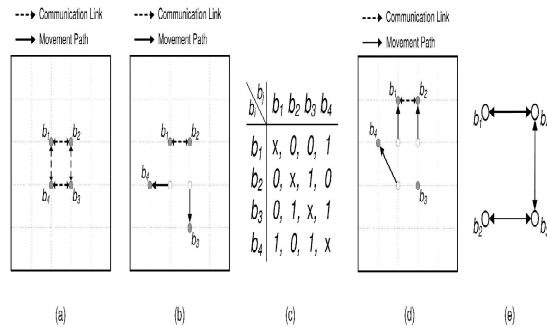 Communication Link
Movement Path
b1 b2
b4 b3
(a)
Communication Link
Movement Path
b1 b2
b4
b3
(b)
bi bj b1 b2 b3 b4
b1 x, 0, 0, 1
b2 0, x, 1, 0
b3 0, 1, x, 1
b4 1, 0, 1, x
(c)
Communication Link
Movement Path
b1 b2
b4
b3
(d)
b1
b2
(e)